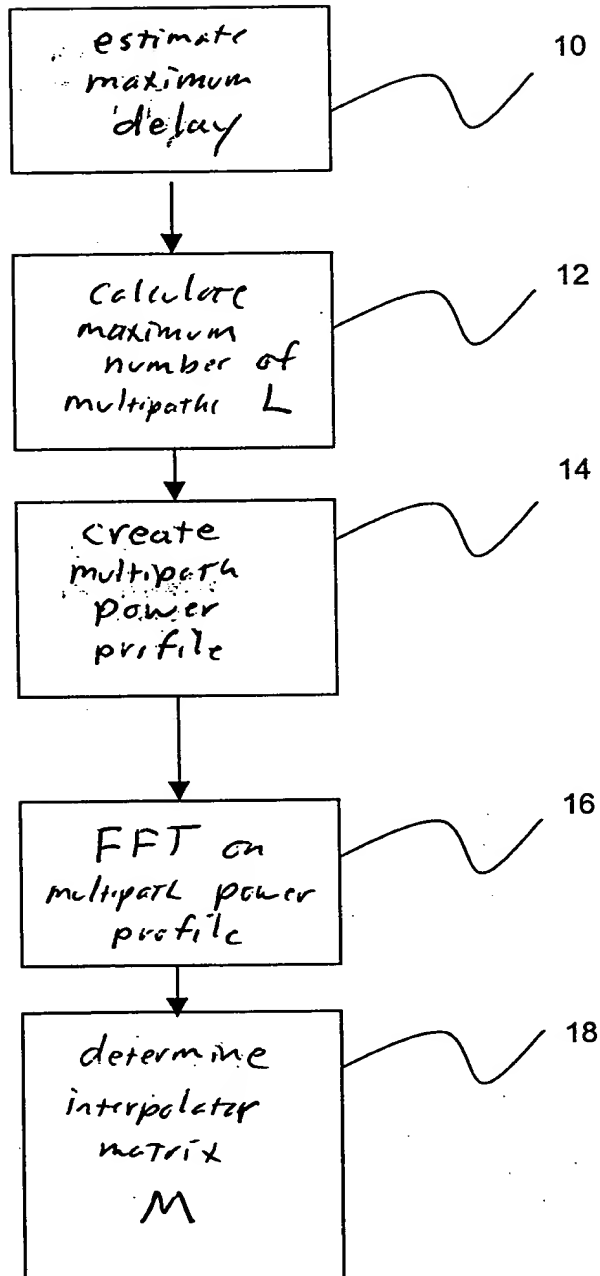 estimate
maximum
delay
10
calculate
maximum
number of
multipaths L
12
create
multipath
power
profile
14
FFT on
multipath power
profile
16
determine
interpolator
matrix
M
18